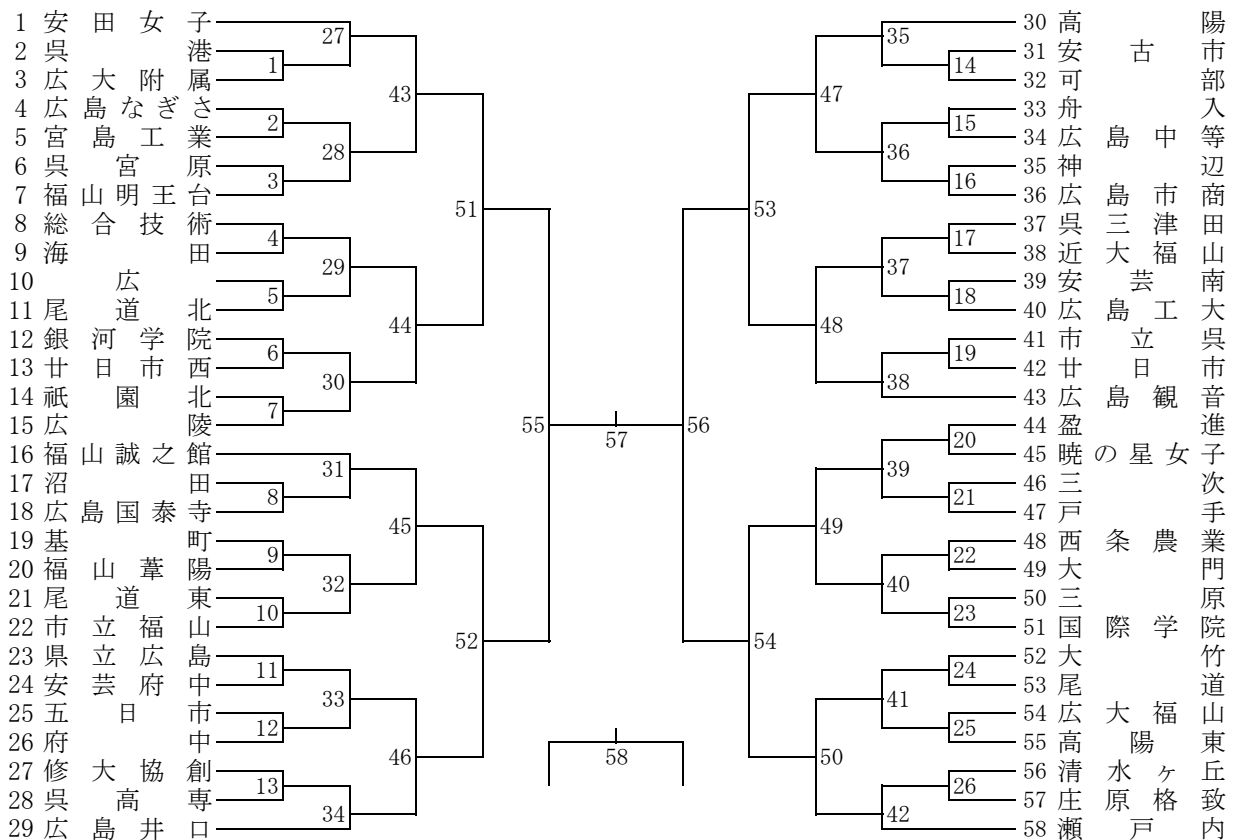 1 安田女子
2 呉港
3 広大附属
4 広島なぎさ
5 宮島工業
6 呉宮原
7 福山明王台
8 総合技術
9 海田
10 広
11 尾道北
12 銀河学院
13 廿日市西
14 祇園北
15 広陵
16 福山誠之館
17 沼田
18 広島国泰寺
19 基町
20 福山葦陽
21 尾道東
22 市立福山
23 県立広島
24 安芸府中
25 五日市
26 府中
27 修大協創
28 呉高専
29 広島井口
27
1
2
28
3
4
29
5
6
30
7
31
8
9
32
10
11
33
12
13
34
43
44
45
46
51
52
55
57
58
56
53
54
47
48
49
50
35
14
15
36
16
17
37
18
19
38
20
39
21
22
40
23
24
41
25
26
42
30 高陽
31 安古市
32 可部
33 舟入
34 広島中等
35 神辺
36 広島市商
37 呉三津田
38 近大福山
39 安芸南
40 広島工大
41 市立呉
42 廿日市
43 広島観音
44 盈進
45 暁の星女子
46 三次
47 戸手
48 西条農業
49 大門
50 三原
51 国際学院
52 大竹
53 尾道
54 広大福山
55 高陽東
56 清水ヶ丘
57 庄原格致
58 瀬戸内